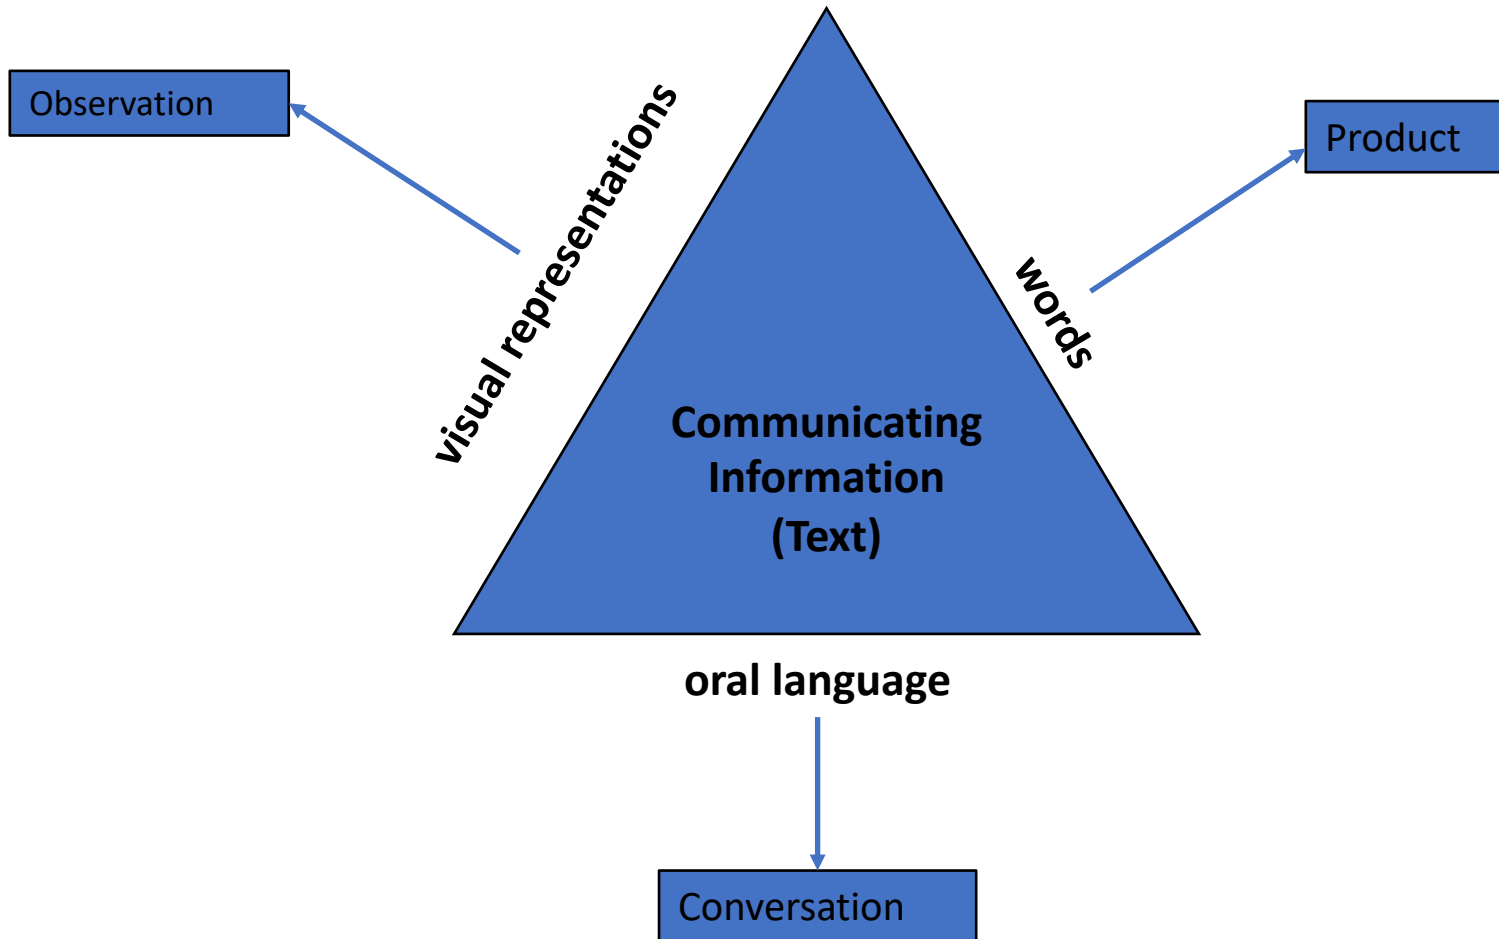 Observation
Product
visual representations
words
Communicating
Information
(Text)
oral language
Conversation